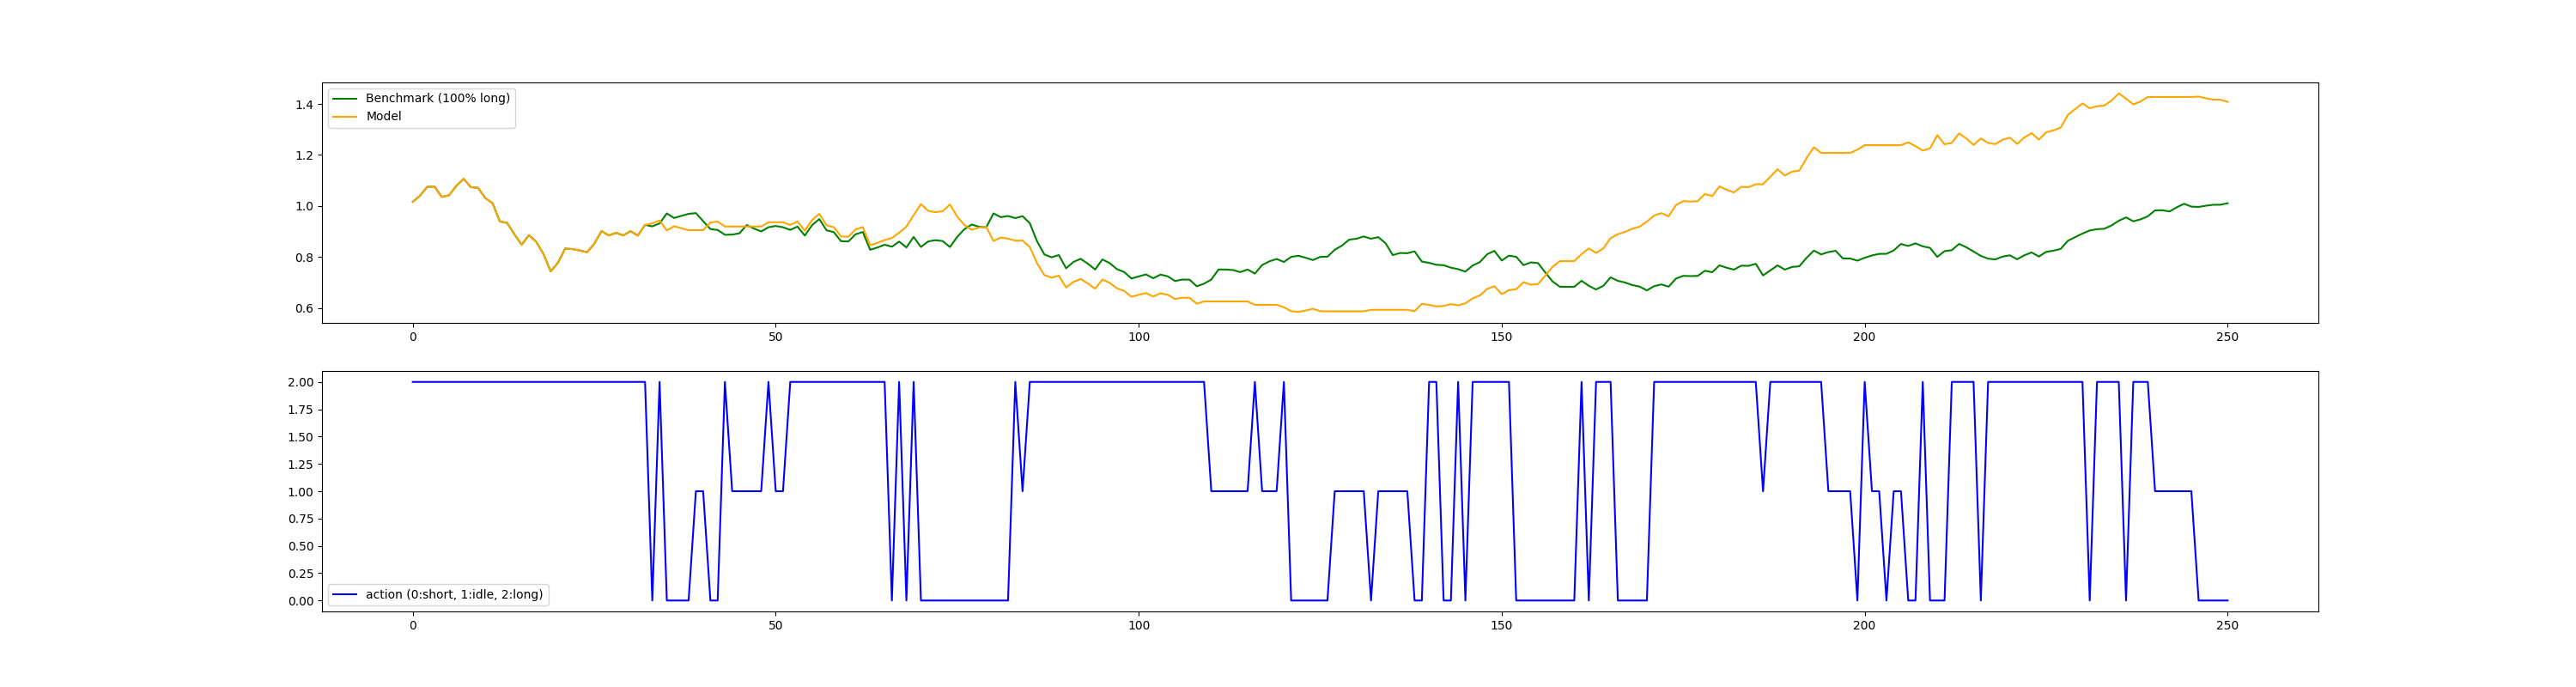 Benchmark (100% long)
Model
1.4
1.2
1.0
0.8
0.6
0 50 100 150 200 250
2.00
1.75
1.50
1.25
1.00
0.75
0.50
0.25
0.00
action (0:short, 1:idle, 2:long)
0 50 100 150 200 250